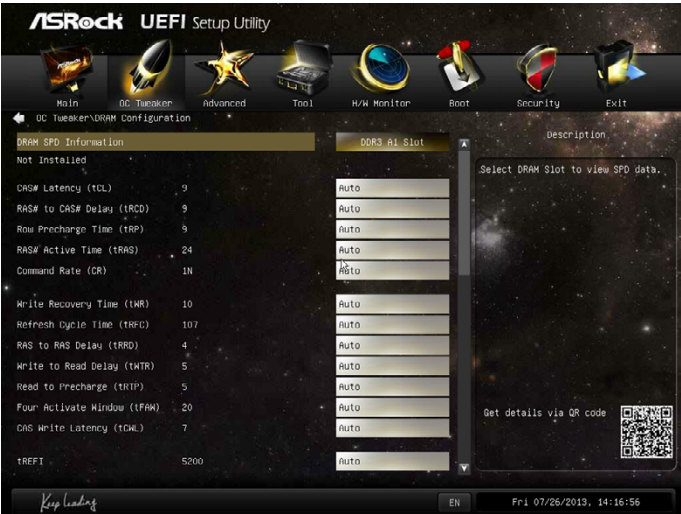 ASRock UEFI Setup Utility
Main OC Tweaker Advanced Tool H/W Monitor Boot Security Exit
OC Tweaker\DRAM Configuration
Description
DRAM SPD Information DDR3 A1 Slot
Not Installed
Select DRAM Slot to view SPD data.
CAS# Latency (tCL) 9 Auto
RAS# to CAS# Delay (tRCD) 9 Auto
Row Precharge Time (tRP) 9 Auto
RAS# Active Time (tRAS) 24 Auto
Command Rate (CR) 1N Auto
Write Recovery Time (tWR) 10 Auto
Refresh Cycle Time (tRFC) 107 Auto
RAS to RAS Delay (tRRD) 4 Auto
Write to Read Delay (tWTR) 5 Auto
Read to Precharge (tRTP) 5 Auto
Four Activate Window (tFAW) 20 Auto
Get details via QR code
CAS Write Latency (tCWL) 7 Auto
tREFI 5200 Auto
Keep Leading
EN
Fri 07/26/2013, 14:16:56